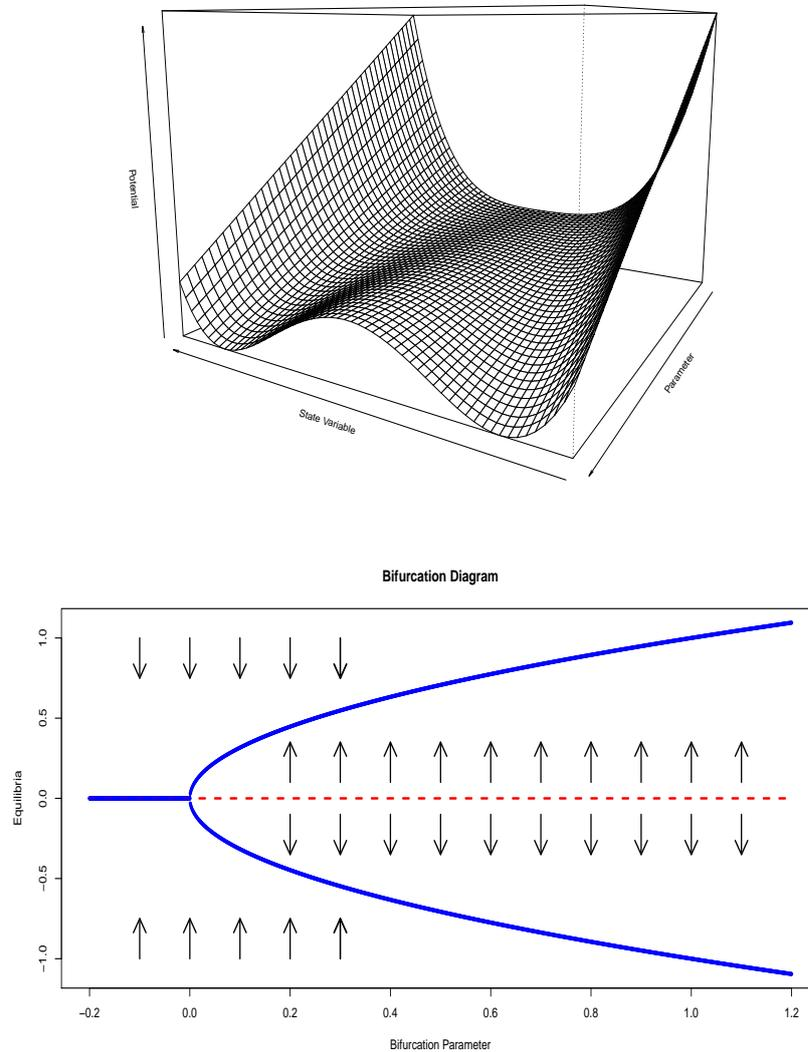 Potential
State Variable
Parameter
Bifurcation Diagram
Equilibria
1.0
0.5
0.0
−0.5
−1.0
−0.2
0.0
0.2
0.4
0.6
0.8
1.0
1.2
Bifurcation Parameter